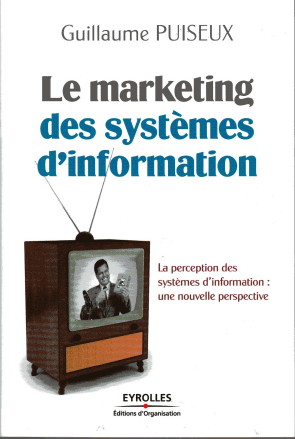 Guillaume PUISEUX
Le marketing
des systèmes
d'information
La perception des
systèmes d'information :
une nouvelle perspective
EYROLLES
Éditions d'Organisation